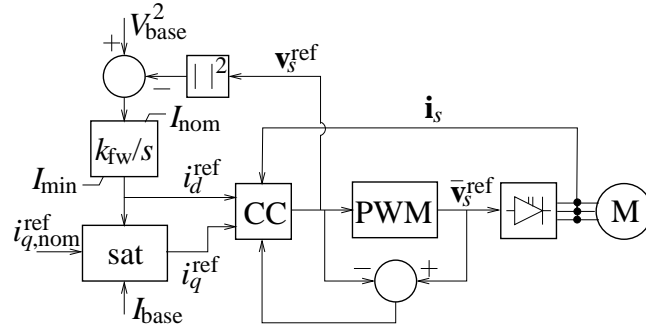 V_base^2
+
−
| |^2
v_s^ref
I_nom
k_fw/s
i_s
I_min
i_d^ref
CC
PWM
v̄_s^ref
M
i_q,nom^ref
sat
i_q^ref
− +
I_base